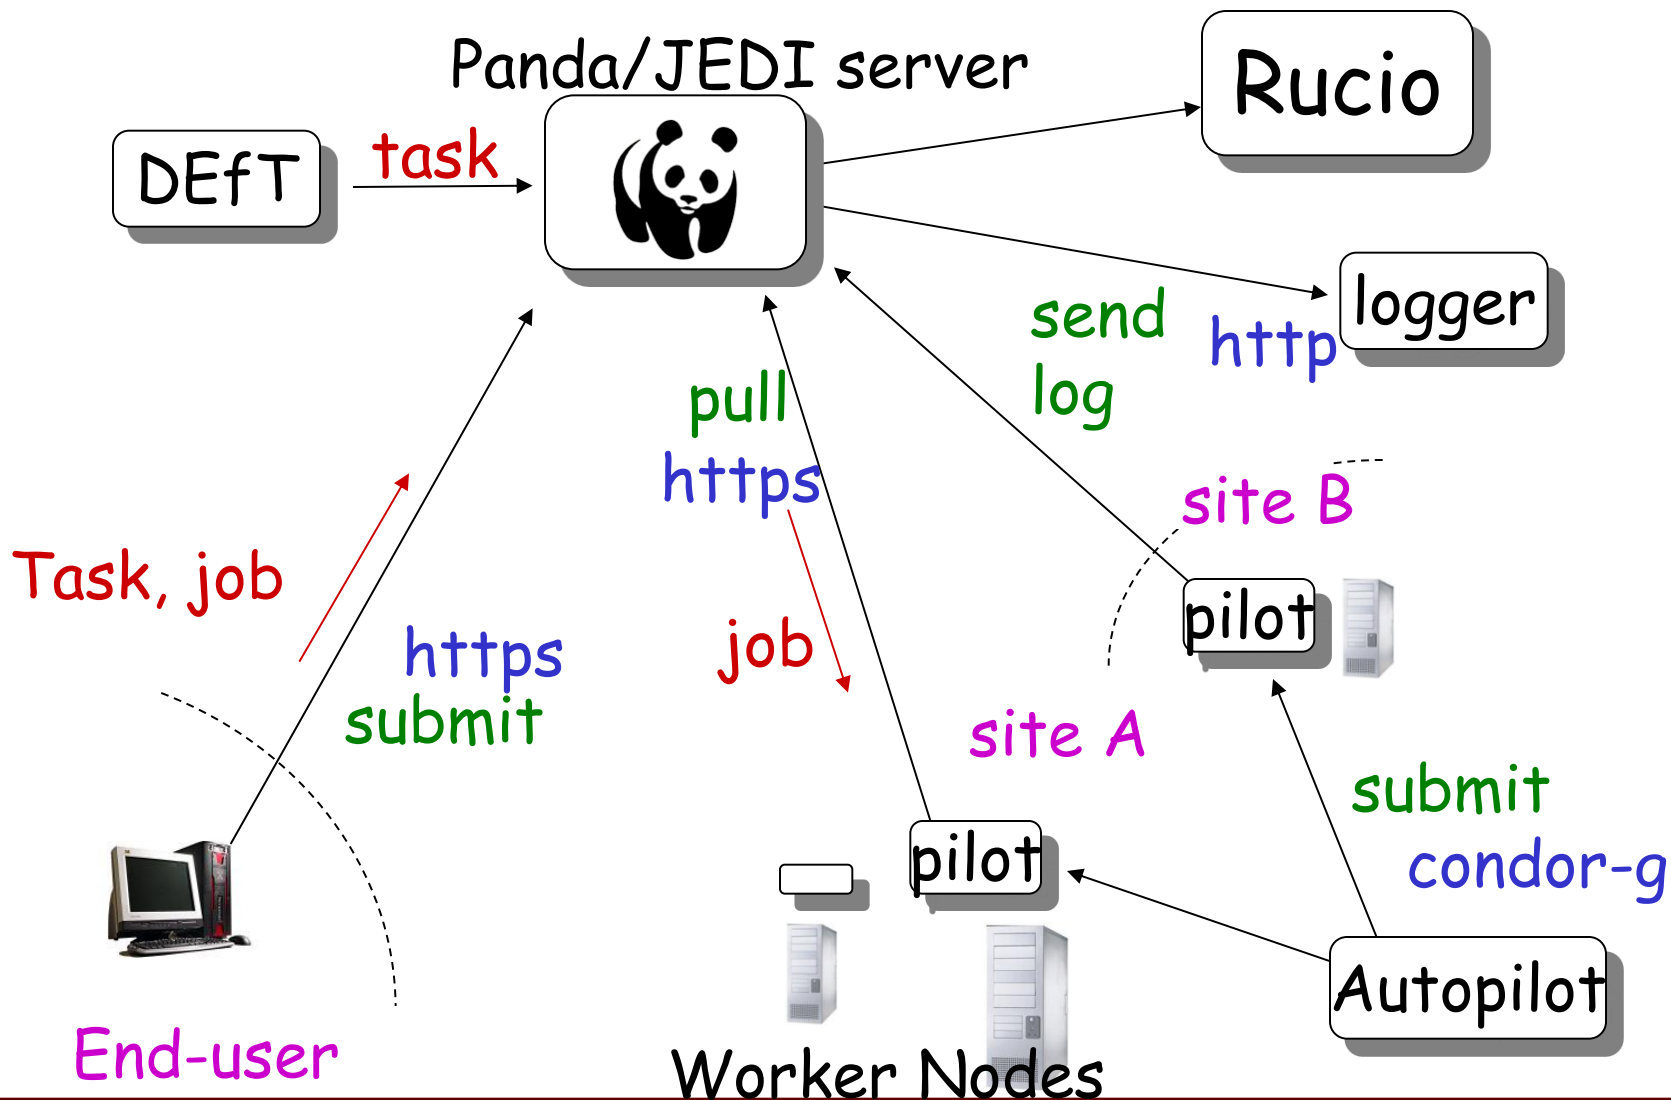 Panda/JEDI server
Rucio
DEfT
task
logger
send
log
http
pull
https
site B
Task, job
pilot
https
submit
job
site A
submit
condor-g
pilot
Autopilot
End-user
Worker Nodes